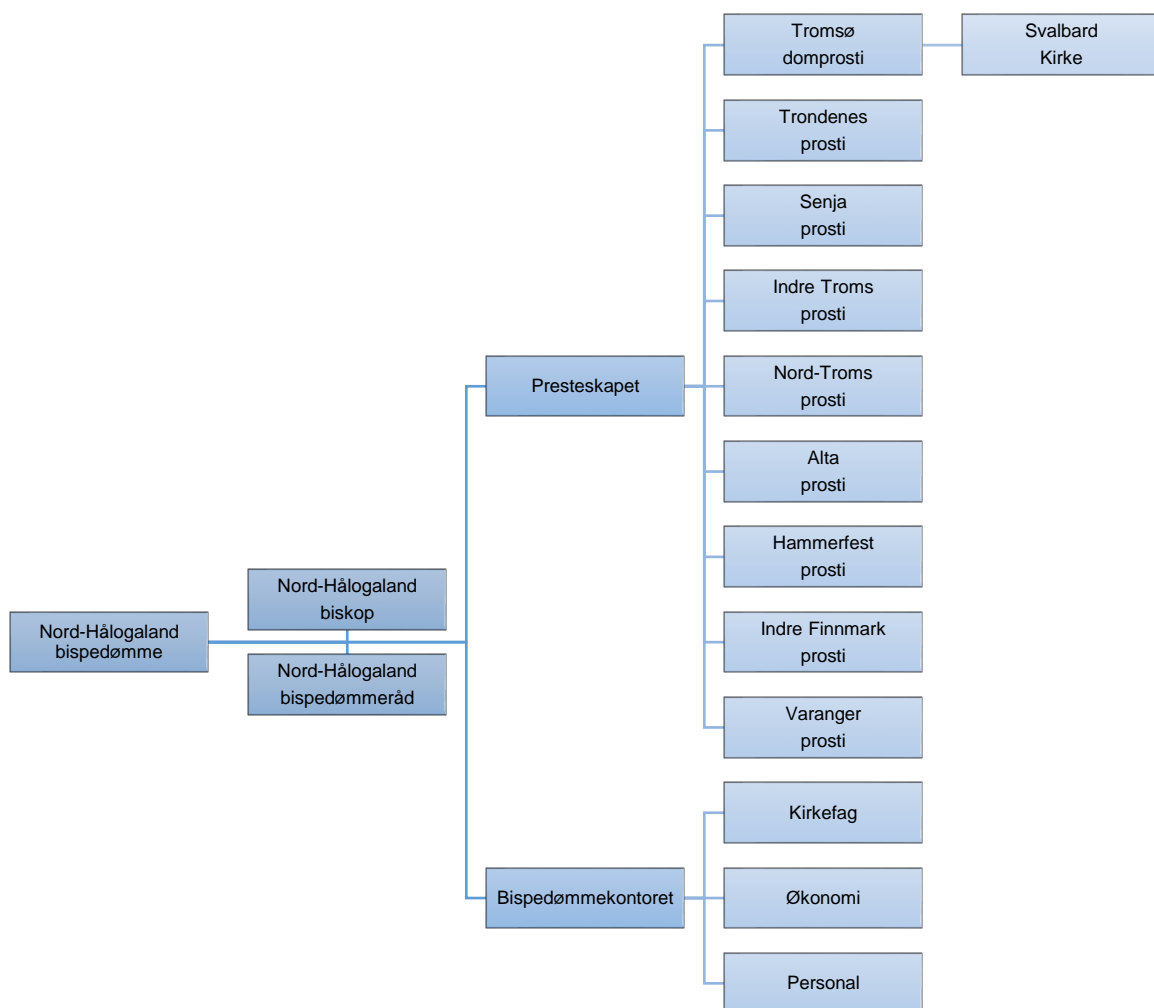 Nord-Hålogaland
bispedømme
Nord-Hålogaland
biskop
Nord-Hålogaland
bispedømmeråd
Presteskapet
Tromsø
domprosti
Svalbard
Kirke
Trondenes
prosti
Senja
prosti
Indre Troms
prosti
Nord-Troms
prosti
Alta
prosti
Hammerfest
prosti
Indre Finnmark
prosti
Varanger
prosti
Bispedømmekontoret
Kirkefag
Økonomi
Personal